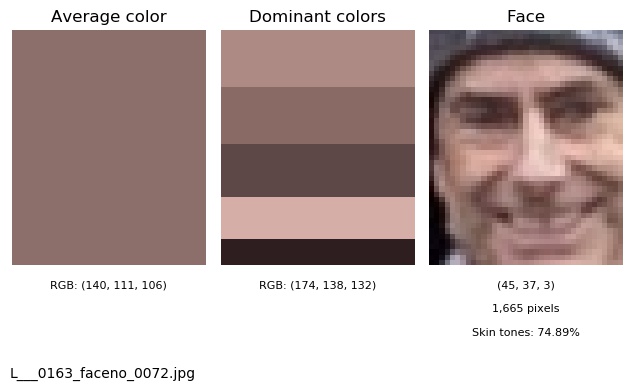 Average color
Dominant colors
Face
RGB: (140, 111, 106)
RGB: (174, 138, 132)
(45, 37, 3)
1,665 pixels
Skin tones: 74.89%
L___0163_faceno_0072.jpg